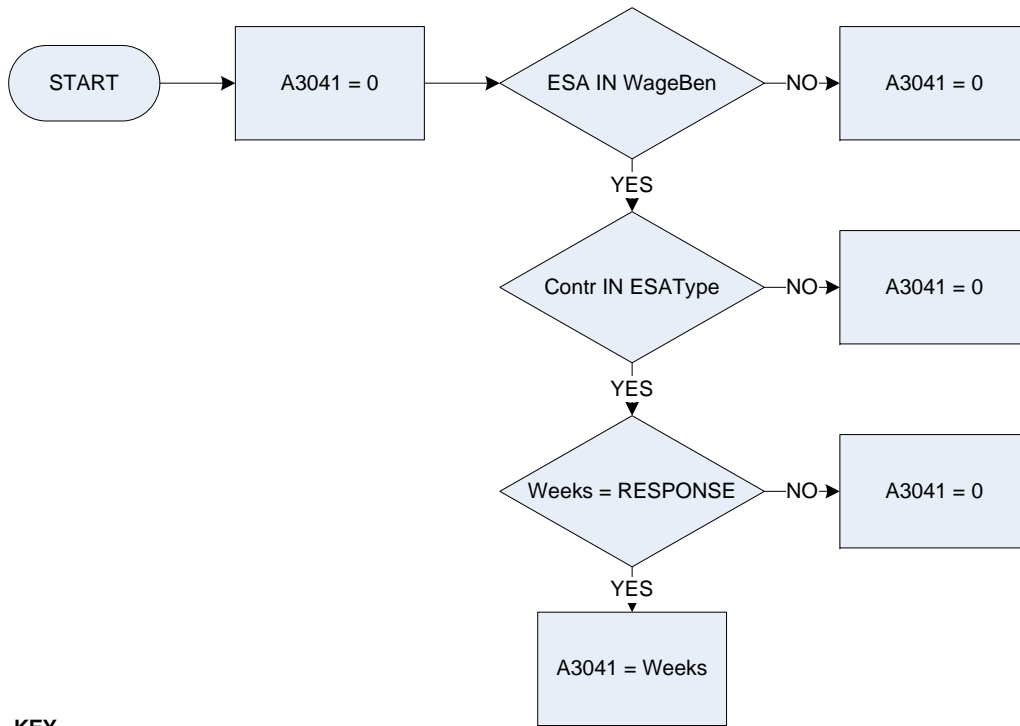 START
A3041 = 0
ESA IN WageBen
NO
A3041 = 0
YES
Contr IN ESAType
NO
A3041 = 0
YES
Weeks = RESPONSE
NO
A3041 = 0
YES
A3041 = Weeks
KEY